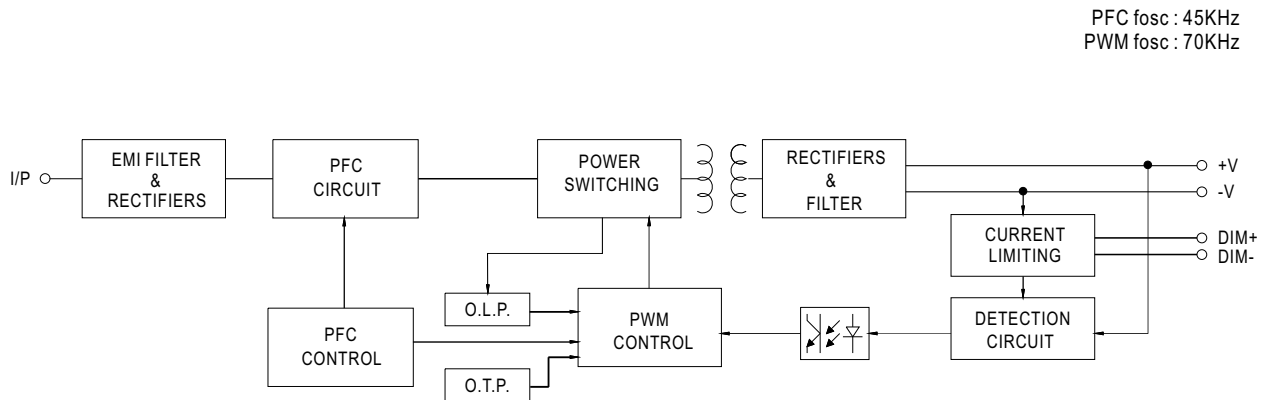 PFC fosc : 45KHz
PWM fosc : 70KHz
I/P
EMI FILTER
&
RECTIFIERS
PFC
CIRCUIT
POWER
SWITCHING
RECTIFIERS
&
FILTER
+V
-V
CURRENT
LIMITING
DIM+
DIM-
O.L.P.
PFC
CONTROL
PWM
CONTROL
DETECTION
CIRCUIT
O.T.P.